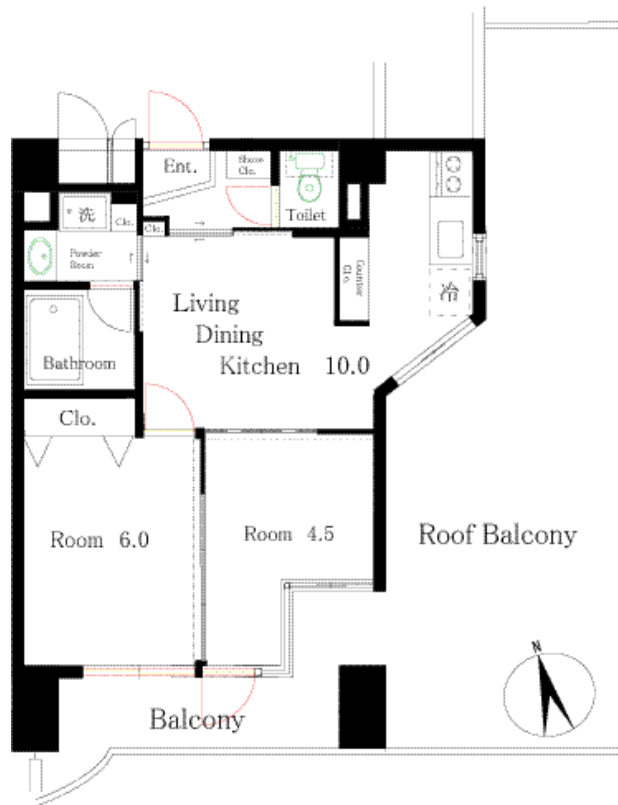 Ent.
Shues
Clo.
Toilet
洗
Clo.
Clo.
Powder
Room
Counter
Clo.
冷
Living
Dining
Kitchen 10.0
Bathroom
Clo.
Room 6.0
Room 4.5
Roof Balcony
N
Balcony